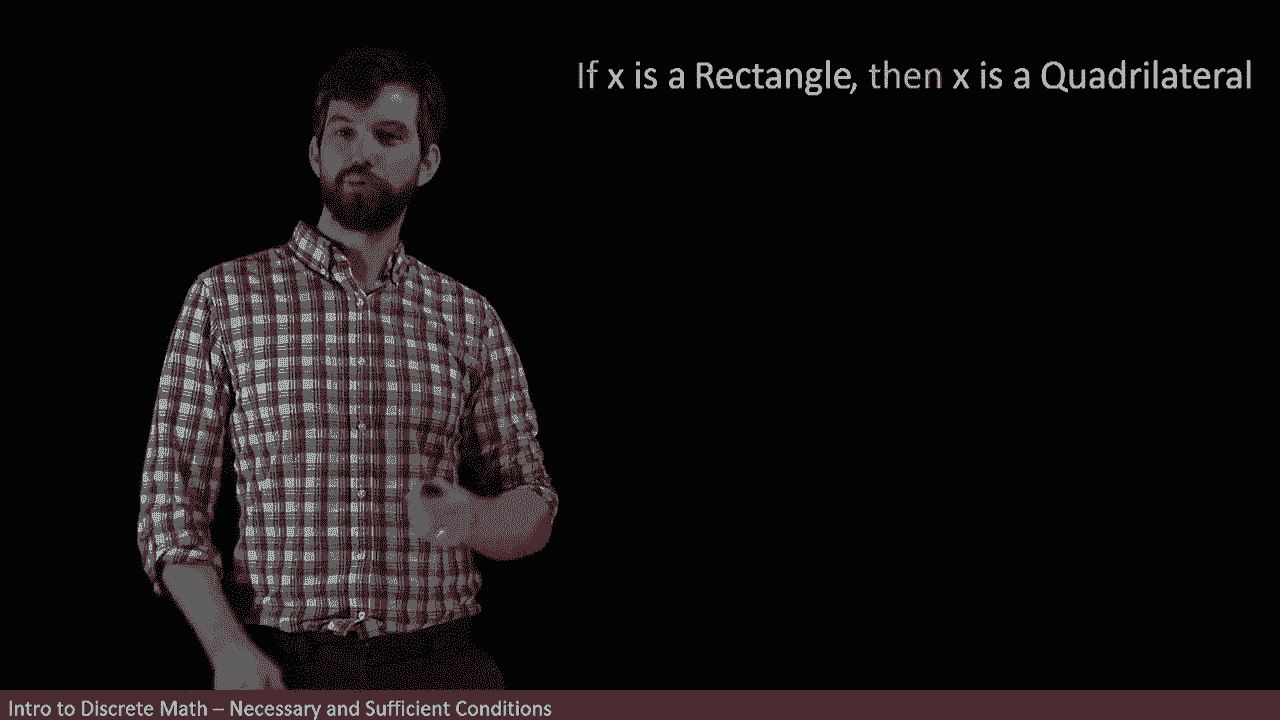 If x is a Rectangle, then x is a Quadrilateral
Intro to Discrete Math – Necessary and Sufficient Conditions